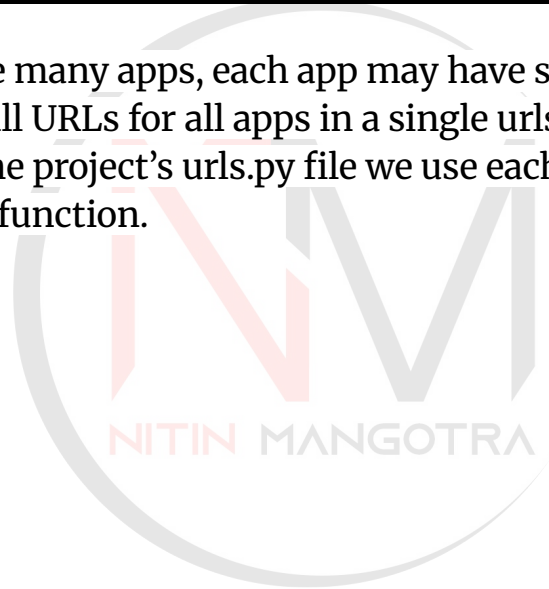 e many apps, each app may have s
ll URLs for all apps in a single urls
ne project’s urls.py file we use each
function.
NITIN MANGOTRA